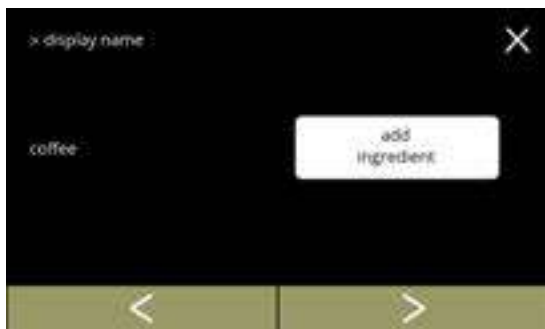 > display name
coffee
add
ingredient
< >